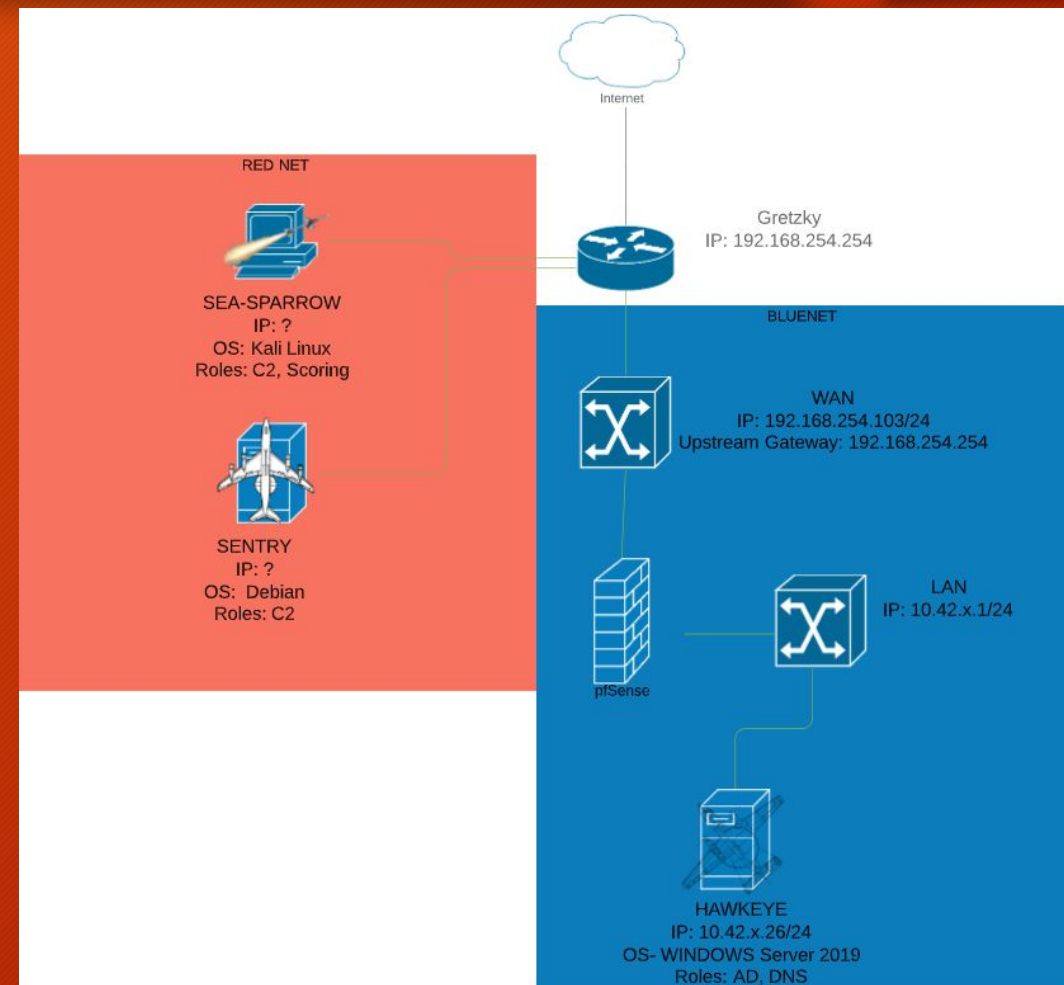 Internet
RED NET
Gretzky
IP: 192.168.254.254
SEA-SPARROW
IP: ?
OS: Kali Linux
Roles: C2, Scoring
BLUENET
WAN
IP: 192.168.254.103/24
Upstream Gateway: 192.168.254.254
SENTRY
IP: ?
OS: Debian
Roles: C2
LAN
IP: 10.42.x.1/24
pfSense
HAWKEYE
IP: 10.42.x.26/24
OS- WINDOWS Server 2019
Roles: AD, DNS